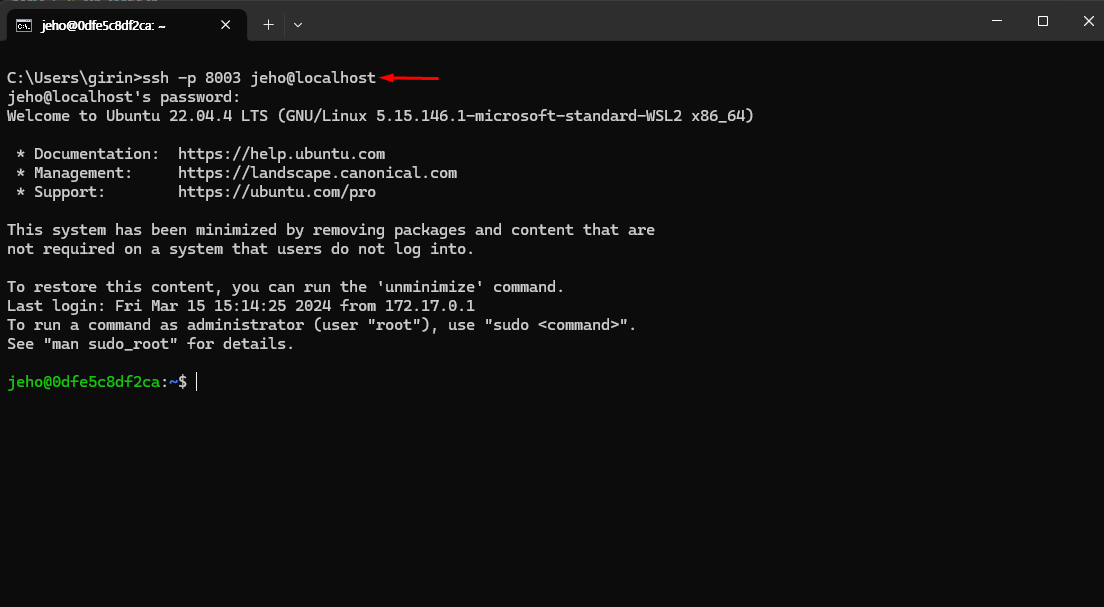 jeho@0dfe5c8df2ca: ~
C:\Users\girin>ssh -p 8003 jeho@localhost
jeho@localhost's password:
Welcome to Ubuntu 22.04.4 LTS (GNU/Linux 5.15.146.1-microsoft-standard-WSL2 x86_64)
* Documentation:  https://help.ubuntu.com
* Management:     https://landscape.canonical.com
* Support:        https://ubuntu.com/pro
This system has been minimized by removing packages and content that are
not required on a system that users do not log into.
To restore this content, you can run the 'unminimize' command.
Last login: Fri Mar 15 15:14:25 2024 from 172.17.0.1
To run a command as administrator (user "root"), use "sudo <command>".
See "man sudo_root" for details.
jeho@0dfe5c8df2ca:~$